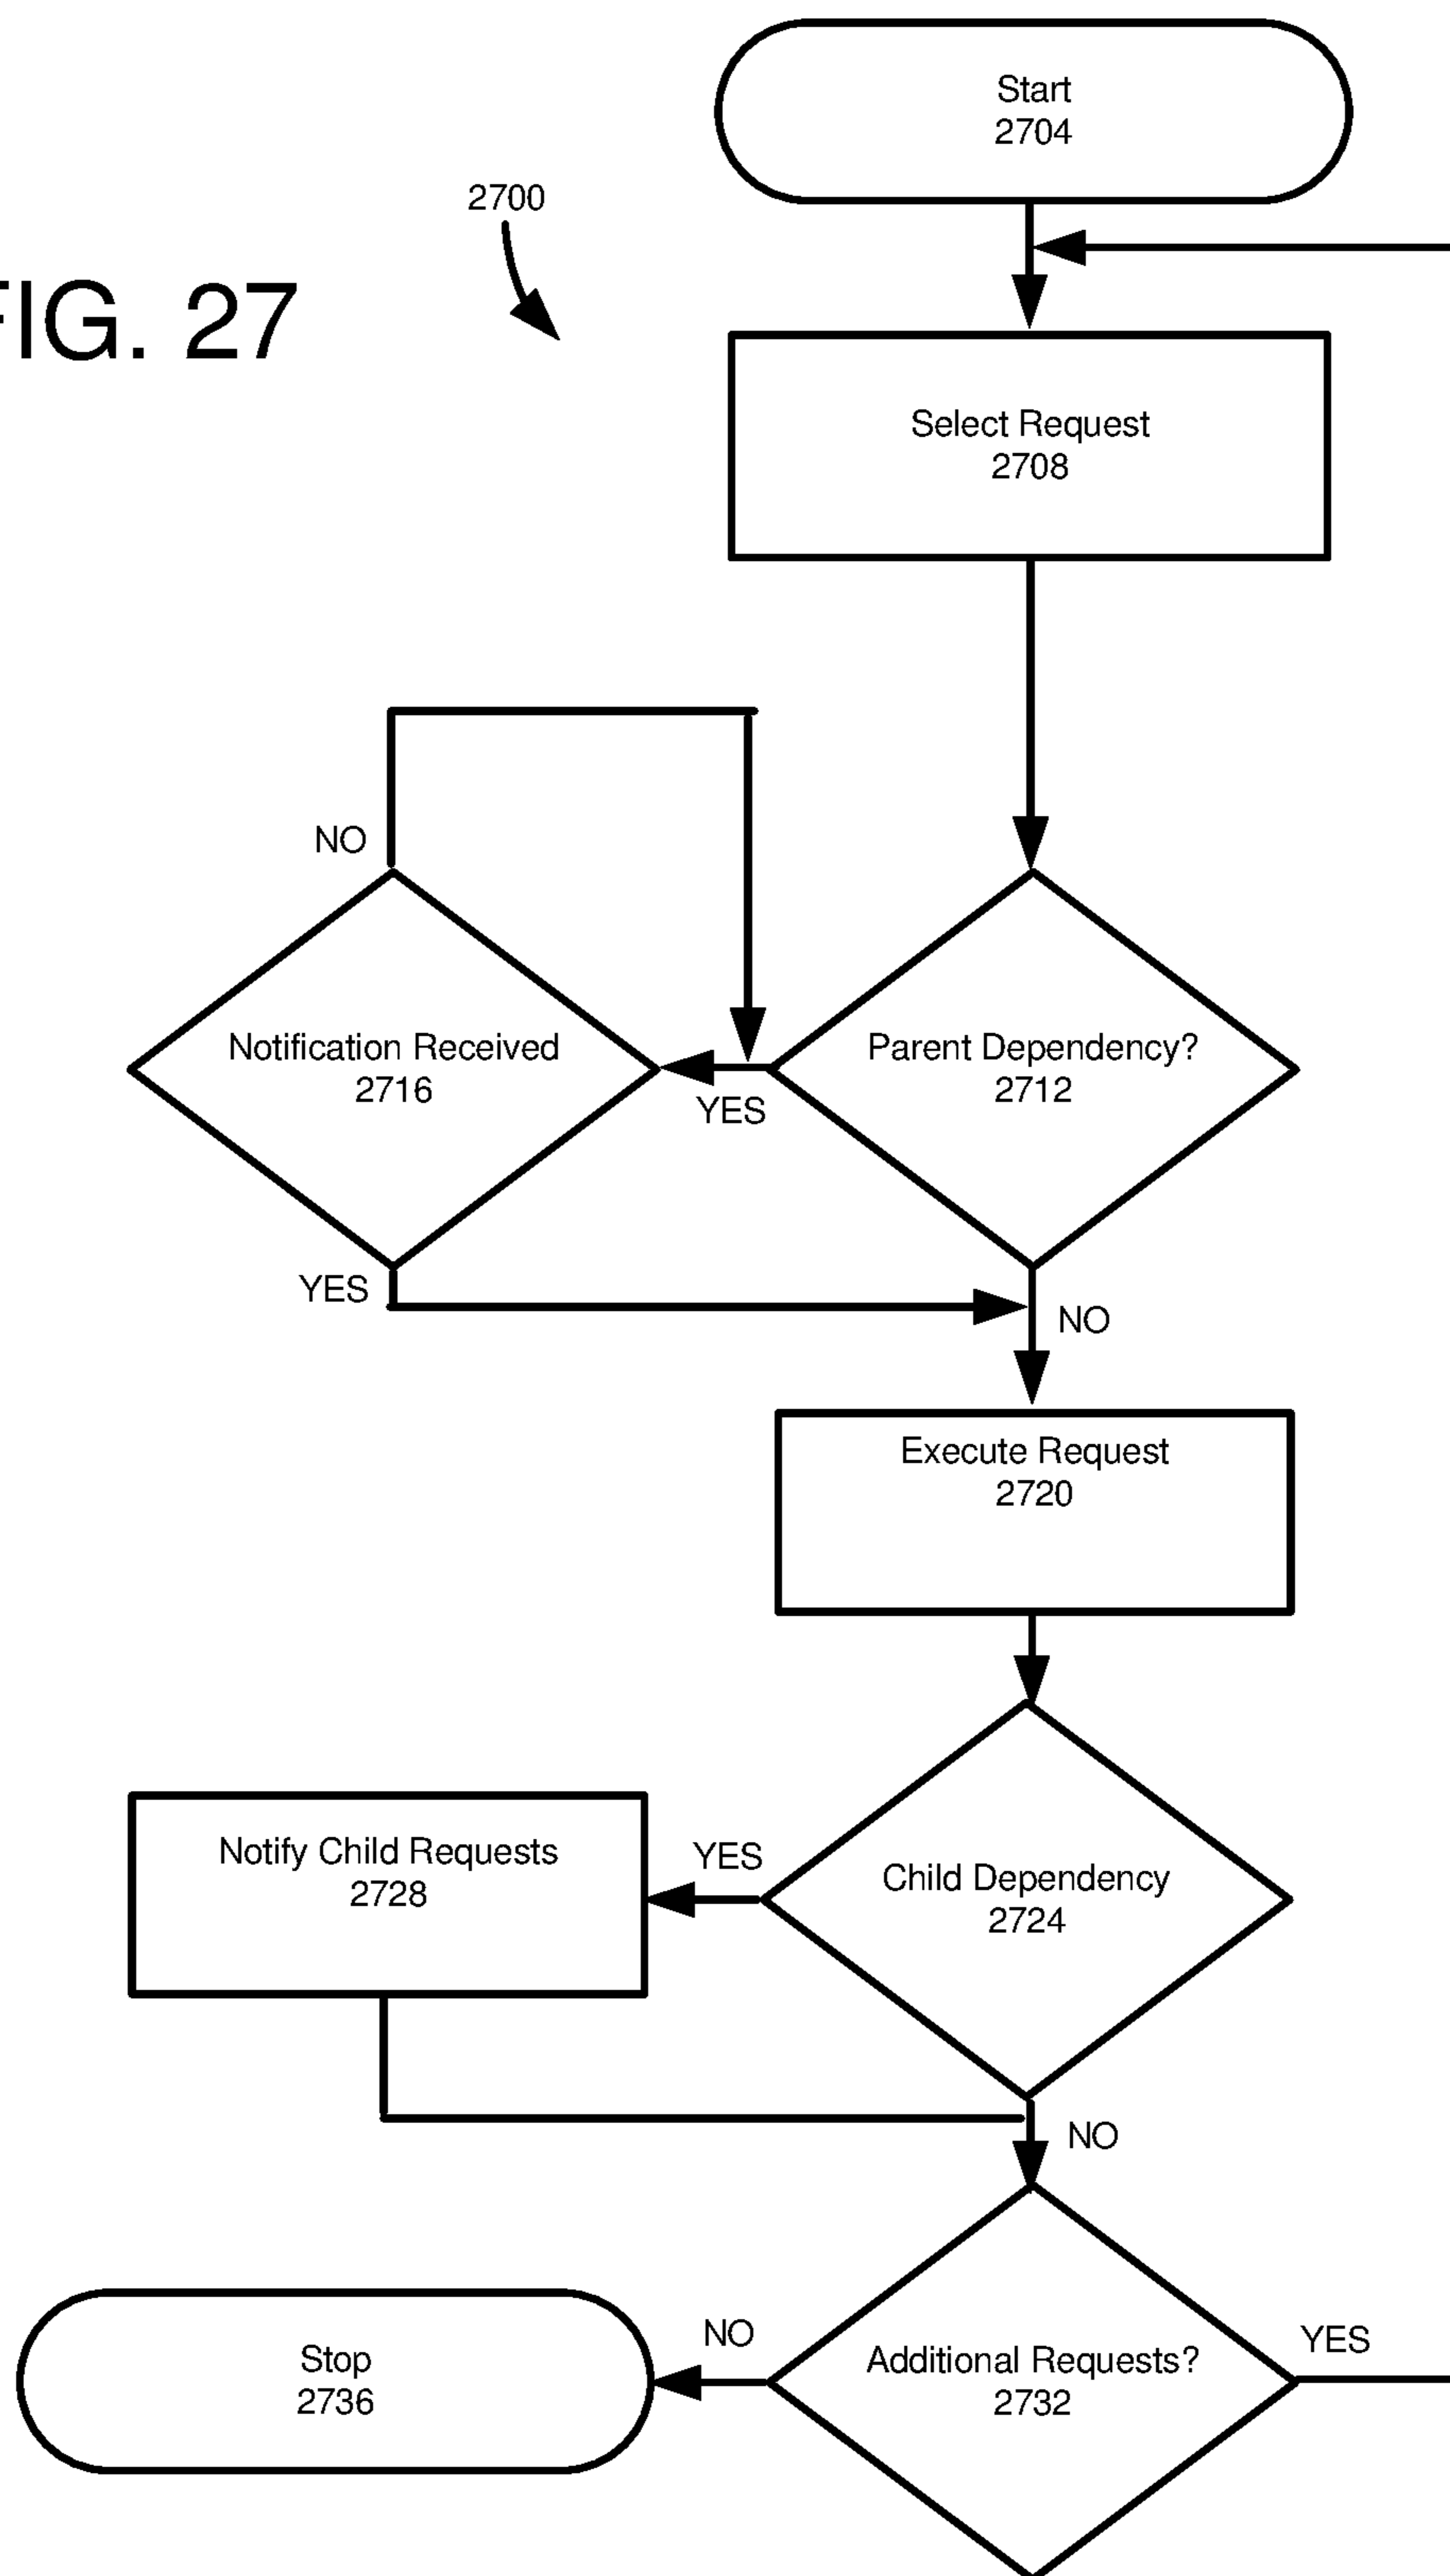 Start
2704
2700
FIG. 27
Select Request
2708
NO
Notification Received
2716
YES
Parent Dependency?
2712
YES
NO
Execute Request
2720
Notify Child Requests
2728
YES
Child Dependency
2724
NO
Stop
2736
NO
Additional Requests?
2732
YES